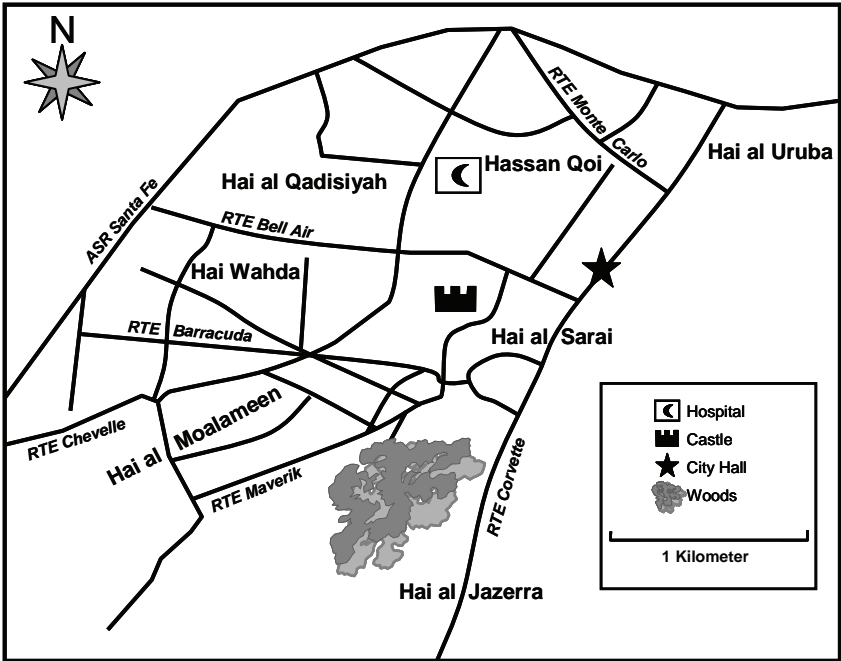 N
RTE Monte Carlo
Hai al Uruba
Hassan Qoi
Hai al Qadisiyah
ASR Santa Fe
RTE Bell Air
Hai Wahda
RTE Barracuda
Hai al Sarai
Hai al Moalameen
RTE Chevelle
RTE Maverik
RTE Corvette
Hai al Jazerra
Hospital
Castle
City Hall
Woods
1 Kilometer